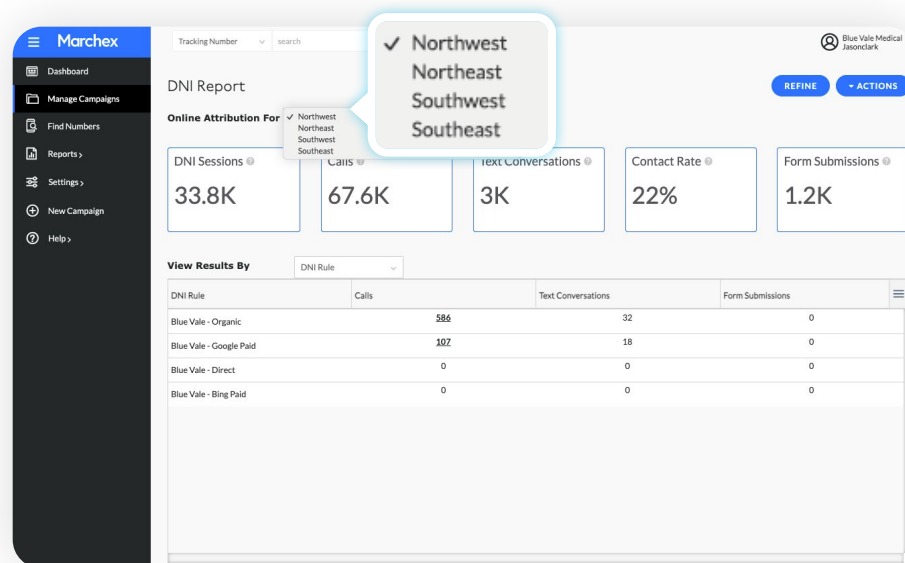 Marchex
Tracking Number
search
Blue Vale Medical
Jasonclark
Dashboard
Manage Campaigns
Find Numbers
Reports >
Settings >
New Campaign
Help >
DNI Report
REFINE
ACTIONS
Online Attribution For
✓ Northwest
Northeast
Southwest
Southeast
✓ Northwest
Northeast
Southwest
Southeast
DNI Sessions
33.8K
Calls
67.6K
Text Conversations
3K
Contact Rate
22%
Form Submissions
1.2K
View Results By
DNI Rule
DNI Rule Calls Text Conversations Form Submissions
Blue Vale - Organic 586 32 0
Blue Vale - Google Paid 107 18 0
Blue Vale - Direct 0 0 0
Blue Vale - Bing Paid 0 0 0